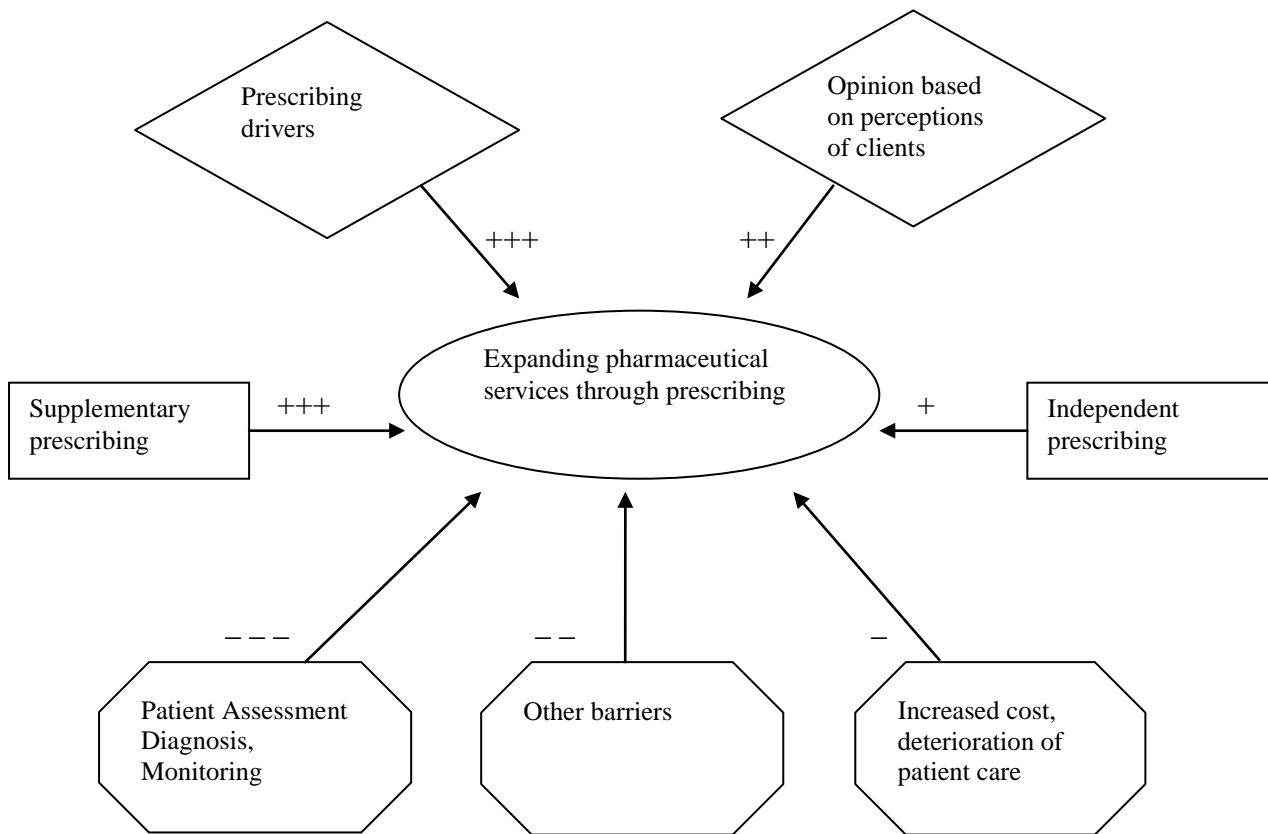 Prescribing
drivers
Opinion based
on perceptions
of clients
+++
++
Expanding pharmaceutical
services through prescribing
Supplementary
prescribing
+++
+
Independent
prescribing
– – –
– –
–
Patient Assessment
Diagnosis,
Monitoring
Other barriers
Increased cost,
deterioration of
patient care